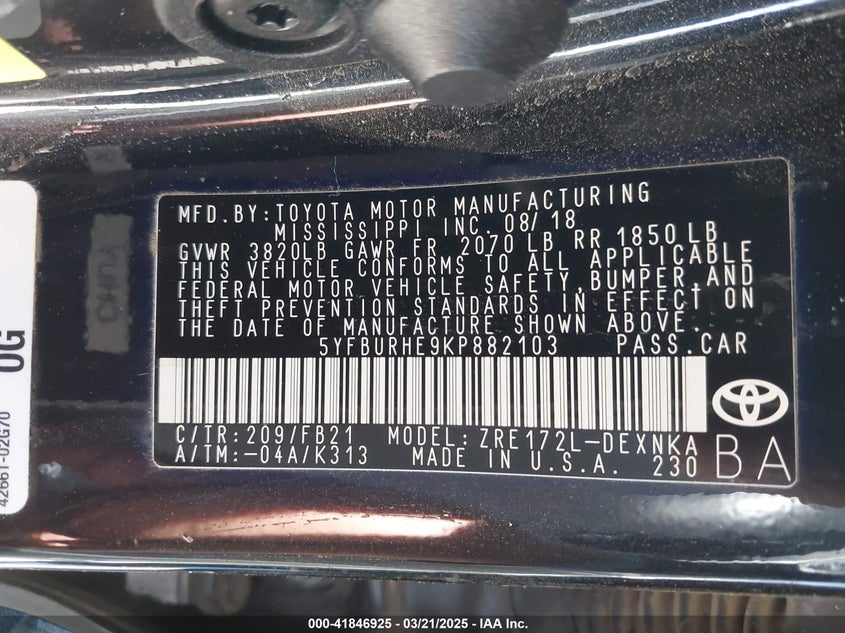 MFD.BY:TOYOTA MOTOR MANUFACTURING
MISSISSIPPI INC. 08/18
GVWR 3820LB GAWR FR 2070 LB RR 1850LB
THIS VEHICLE CONFORMS TO ALL APPLICABLE
FEDERAL MOTOR VEHICLE SAFETY,BUMPER,AND
THEFT PREVENTION STANDARDS IN EFFECT ON
THE DATE OF MANUFACTURE SHOWN ABOVE.
5YFBURHE9KP882103 PASS.CAR
C/TR:209/FB21 MODEL:ZRE172L-DEXNKA
A/TM:-04A/K313 MADE IN U.S.A. 230
BA
0G
42661-02G70
000-41846925 - 03/21/2025 - IAA Inc.